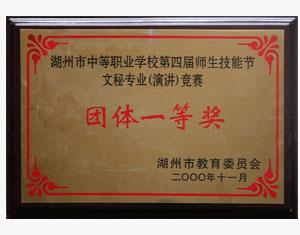 湖州市中等职业学校第四届师生技能节
文秘专业(演讲)竞赛
团体一等奖
湖州市教育委员会
二〇〇〇年十一月